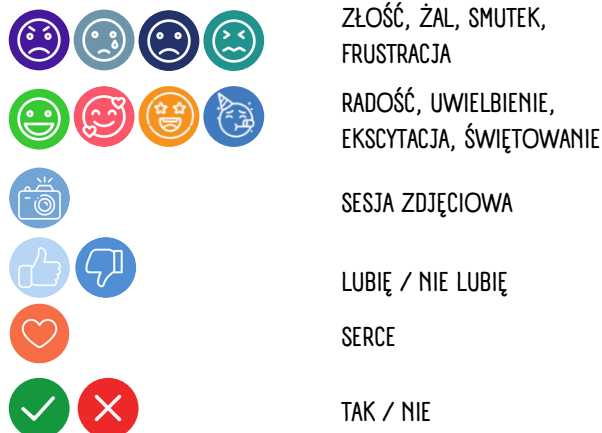 ZŁOŚĆ, ŻAL, SMUTEK,
FRUSTRACJA
RADOŚĆ, UWIELBIENIE,
EKSCYTACJA, ŚWIĘTOWANIE
SESJA ZDJĘCIOWA
LUBIĘ / NIE LUBIĘ
SERCE
TAK / NIE